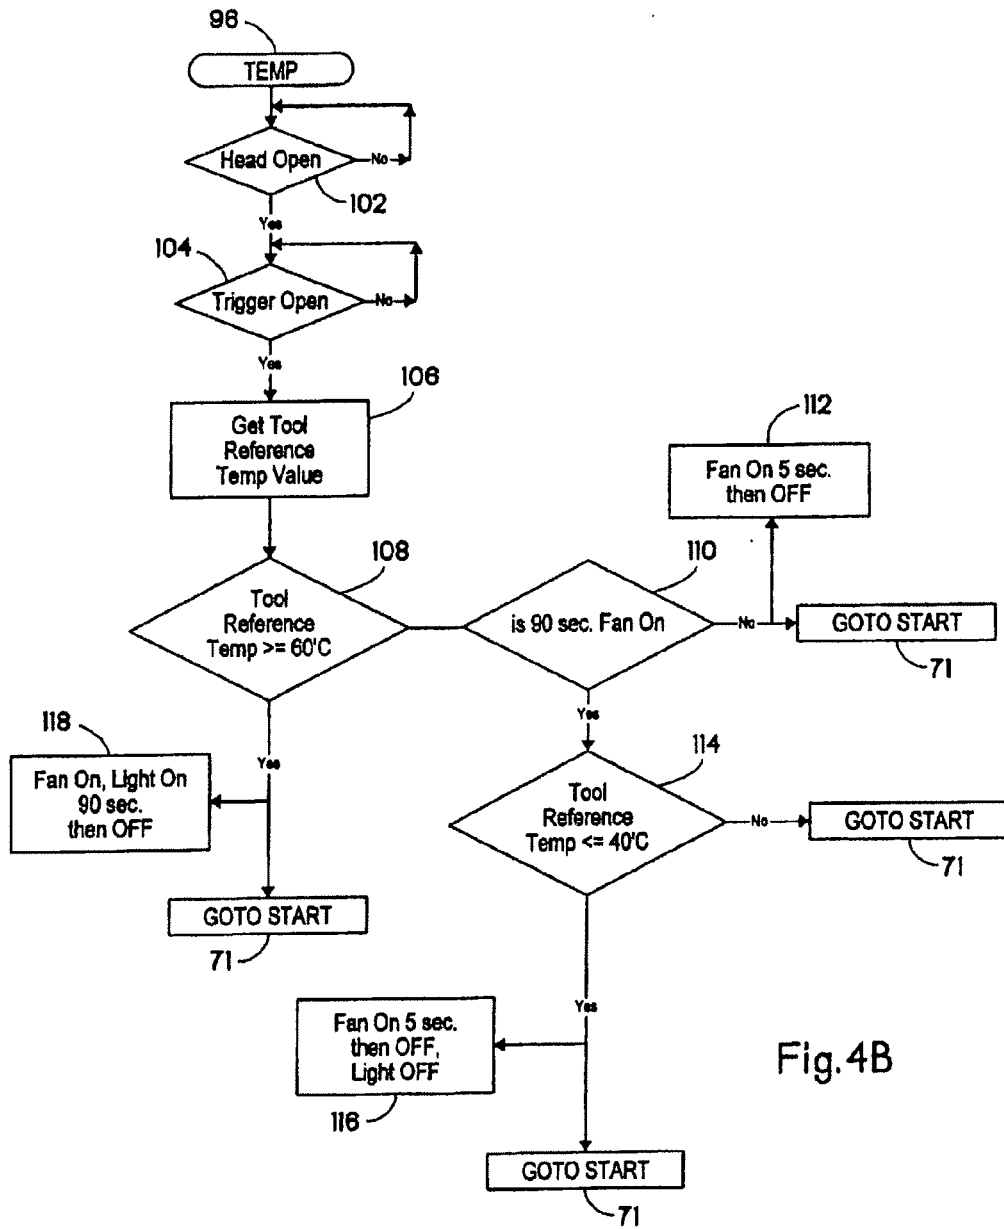 96
TEMP
Head Open
No
102
Yes
104
Trigger Open
No
Yes
106
Get Tool
Reference
Temp Value
112
Fan On 5 sec.
then OFF
108
Tool
Reference
Temp >= 60'C
110
is 90 sec. Fan On
No
GOTO START
71
Yes
118
Fan On, Light On
90 sec.
then OFF
Yes
114
Tool
Reference
Temp <= 40'C
No
GOTO START
71
GOTO START
71
Yes
Fan On 5 sec.
then OFF,
Light OFF
116
Fig.4B
GOTO START
71